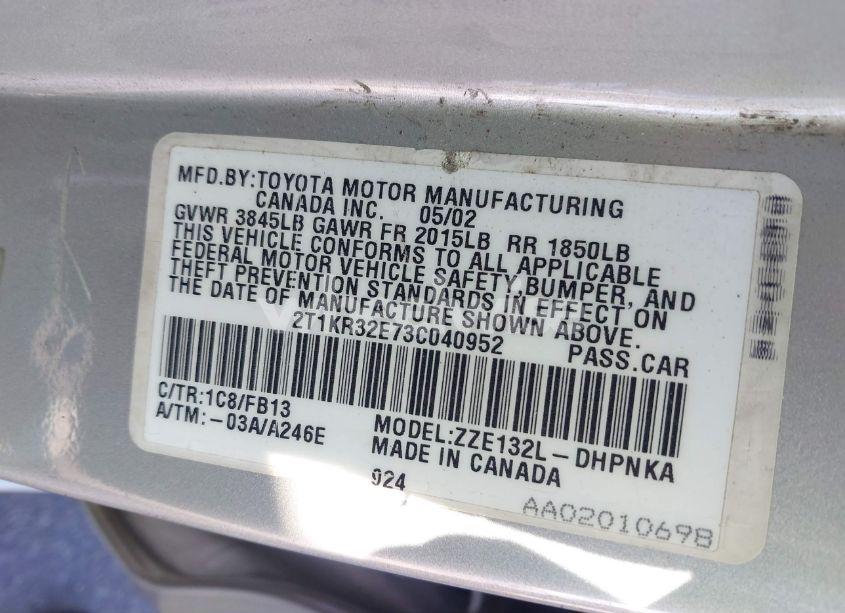 MFD.BY:TOYOTA MOTOR MANUFACTURING
CANADA INC. 05/02
GVWR 3845LB GAWR FR 2015LB RR 1850LB
THIS VEHICLE CONFORMS TO ALL APPLICABLE
FEDERAL MOTOR VEHICLE SAFETY,BUMPER, AND
THEFT PREVENTION STANDARDS IN EFFECT ON
THE DATE OF MANUFACTURE SHOWN ABOVE.
2T1KR32E73C040952 PASS.CAR
C/TR:1C8/FB13
A/TM:-03A/A246E
MODEL:ZZE132L-DHPNKA
MADE IN CANADA
924
AA02010698